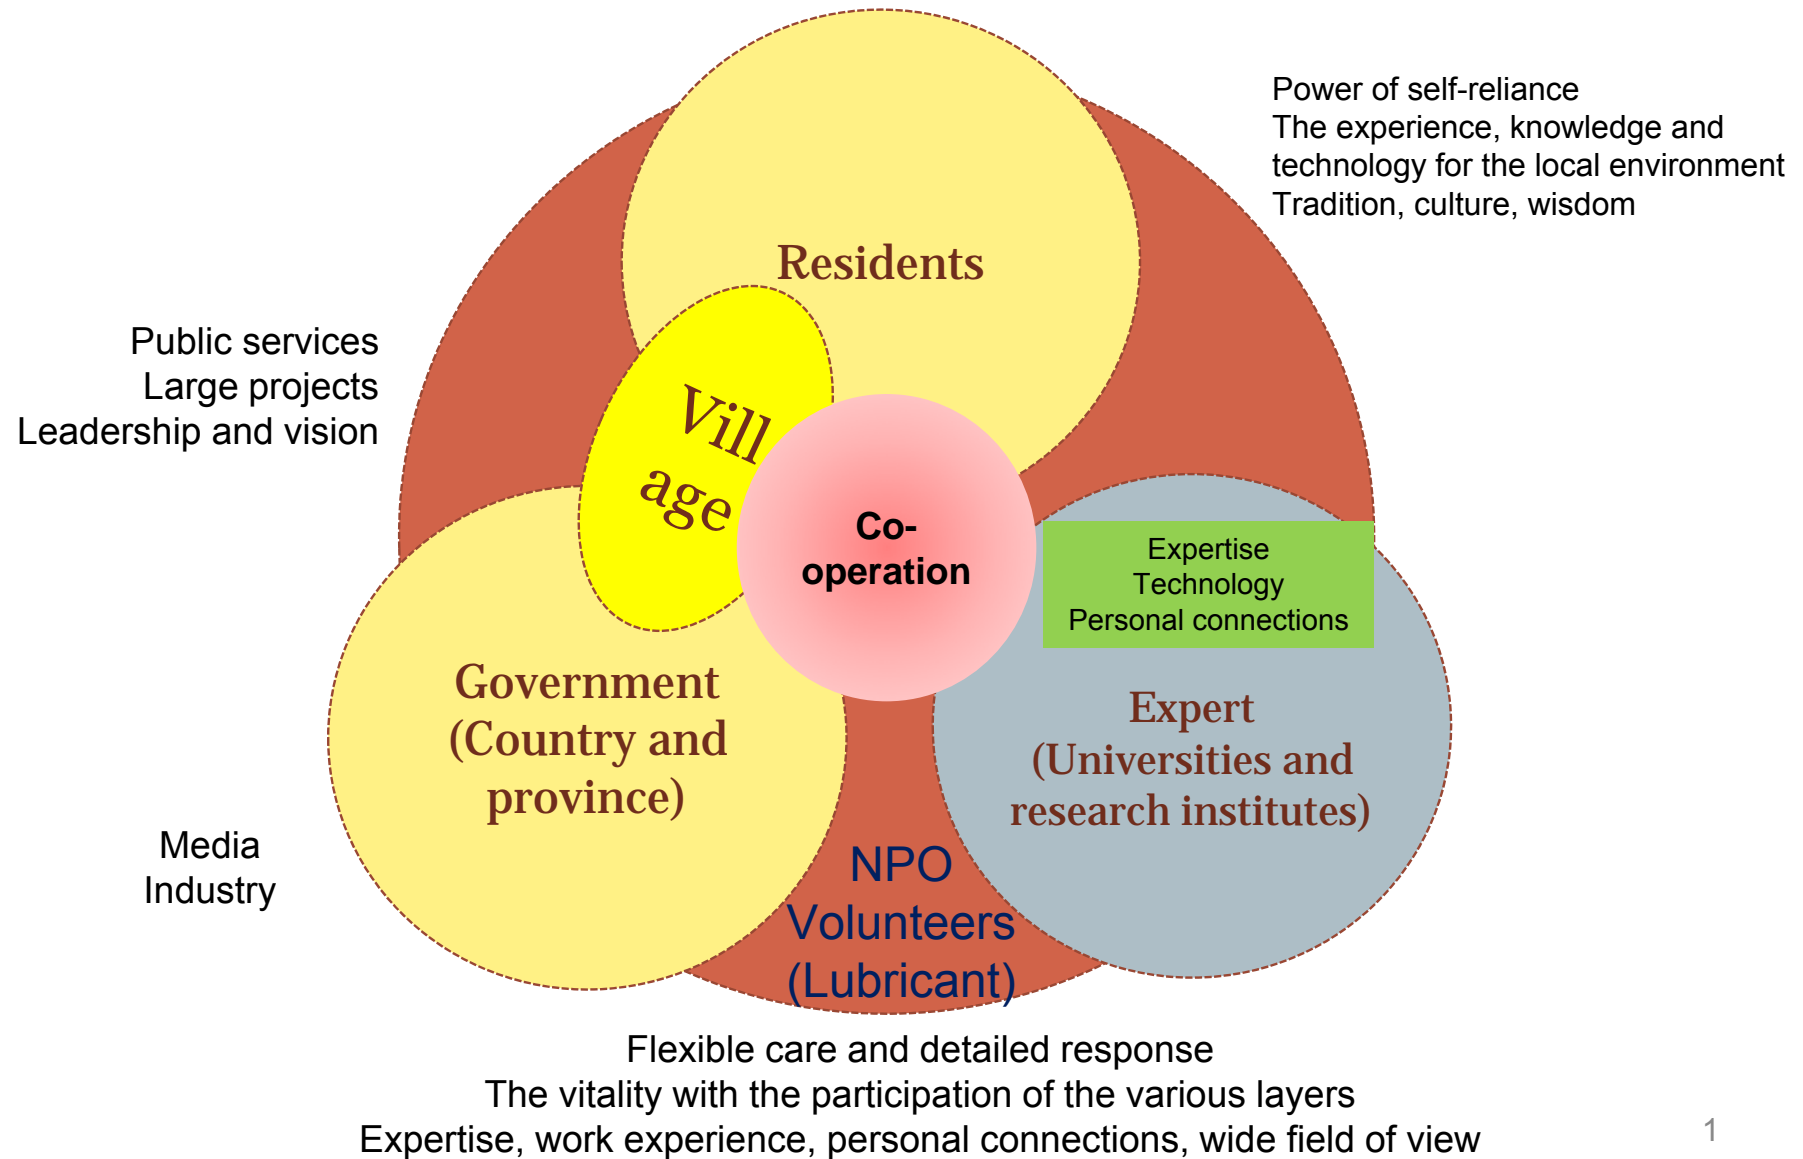 Power of self-reliance
The experience, knowledge and
technology for the local environment
Tradition, culture, wisdom
Residents
Public services
Large projects
Leadership and vision
Vill
age
Co-
operation
Expertise
Technology
Personal connections
Government
(Country and
province)
Expert
(Universities and
research institutes)
Media
Industry
NPO
Volunteers
(Lubricant)
Flexible care and detailed response
The vitality with the participation of the various layers
Expertise, work experience, personal connections, wide field of view
1